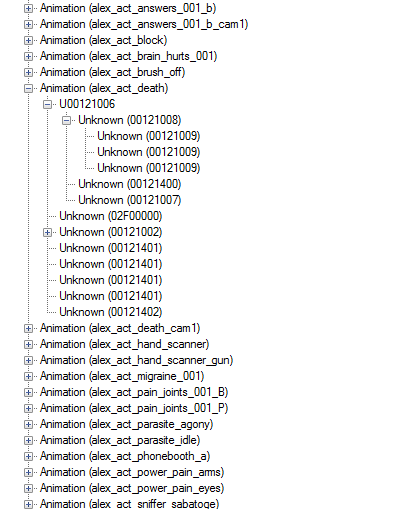 Animation (alex_act_answers_001_b)
Animation (alex_act_answers_001_b_cam1)
Animation (alex_act_block)
Animation (alex_act_brain_hurts_001)
Animation (alex_act_brush_off)
Animation (alex_act_death)
U00121006
Unknown (00121008)
Unknown (00121009)
Unknown (00121009)
Unknown (00121009)
Unknown (00121400)
Unknown (00121007)
Unknown (02F00000)
Unknown (00121002)
Unknown (00121401)
Unknown (00121401)
Unknown (00121401)
Unknown (00121401)
Unknown (00121402)
Animation (alex_act_death_cam1)
Animation (alex_act_hand_scanner)
Animation (alex_act_hand_scanner_gun)
Animation (alex_act_migraine_001)
Animation (alex_act_pain_joints_001_B)
Animation (alex_act_pain_joints_001_P)
Animation (alex_act_parasite_agony)
Animation (alex_act_parasite_idle)
Animation (alex_act_phonebooth_a)
Animation (alex_act_power_pain_arms)
Animation (alex_act_power_pain_eyes)
Animation (alex_act_sniffer_sabatoge)